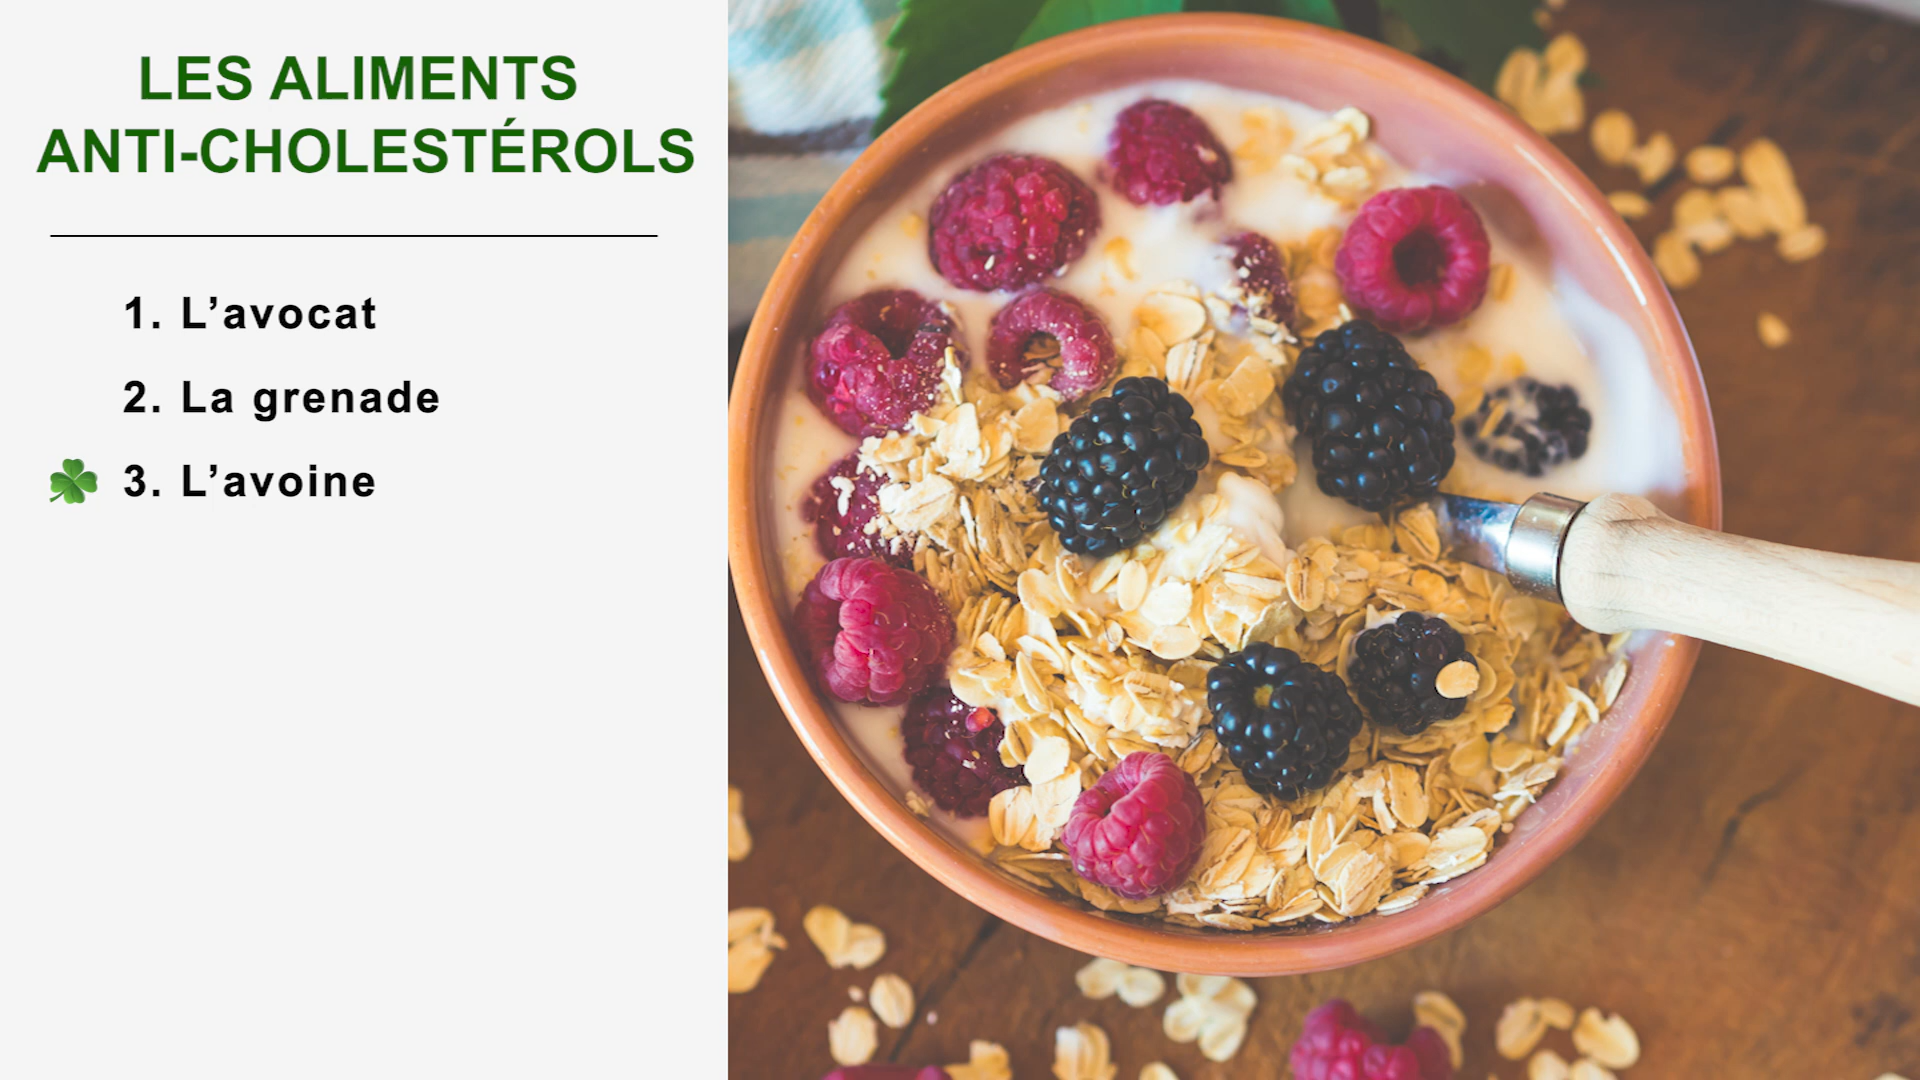 LES ALIMENTS
ANTI-CHOLESTÉROLS
1. L’avocat
2. La grenade
3. L’avoine